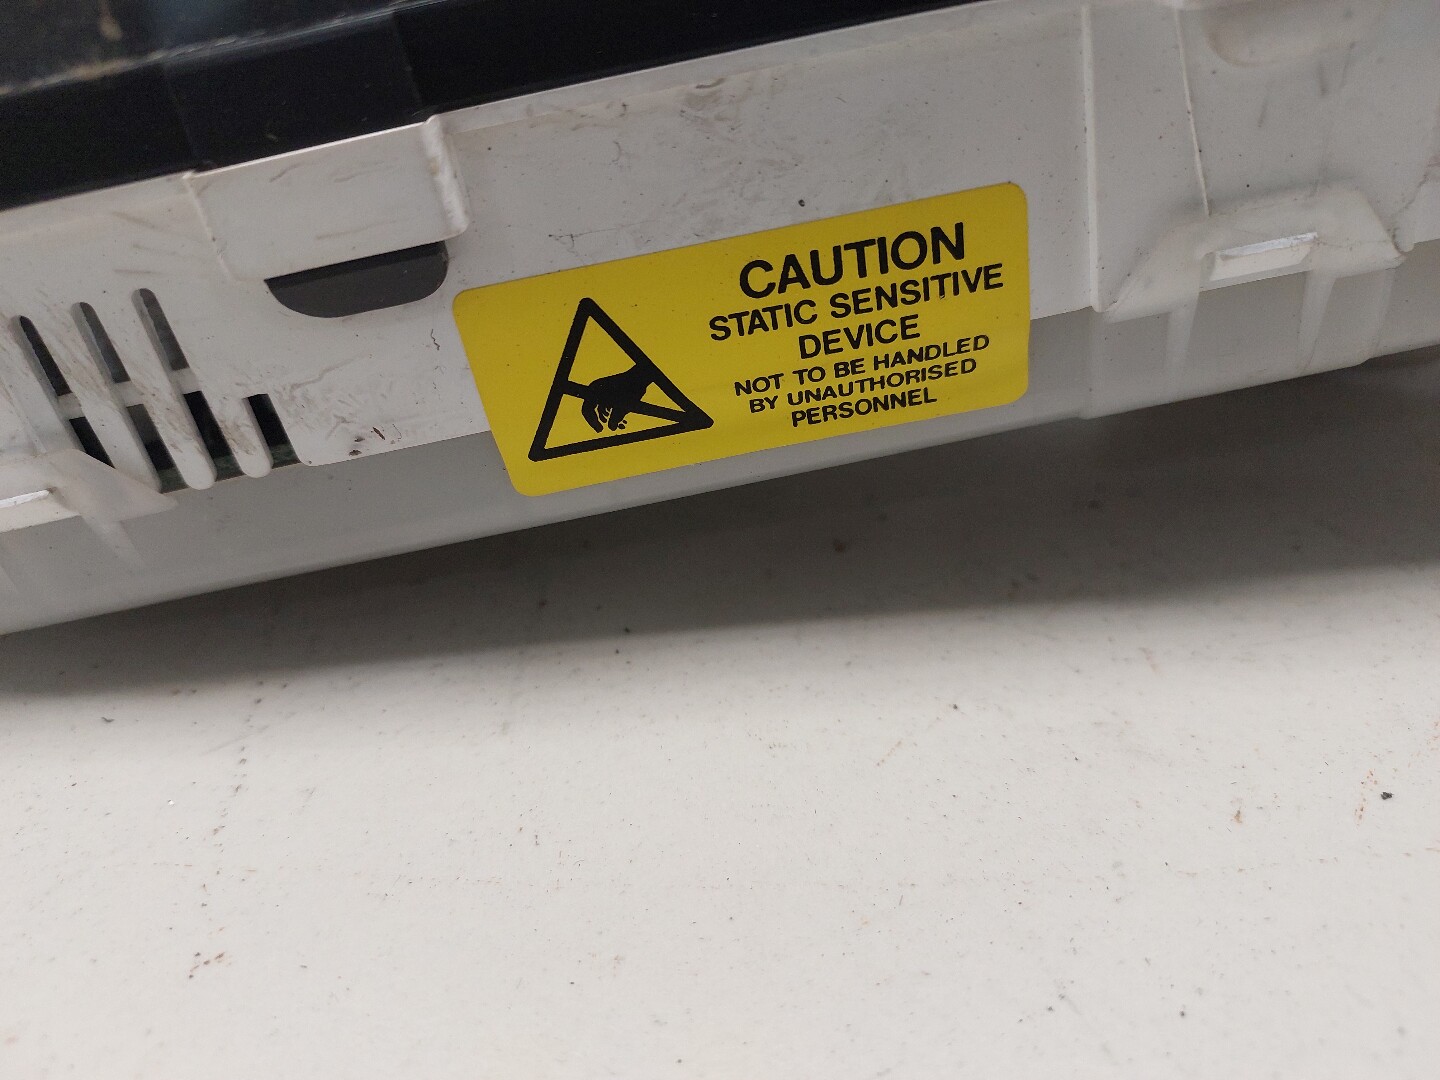 CAUTION
STATIC SENSITIVE
DEVICE
NOT TO BE HANDLED
BY UNAUTHORISED
PERSONNEL